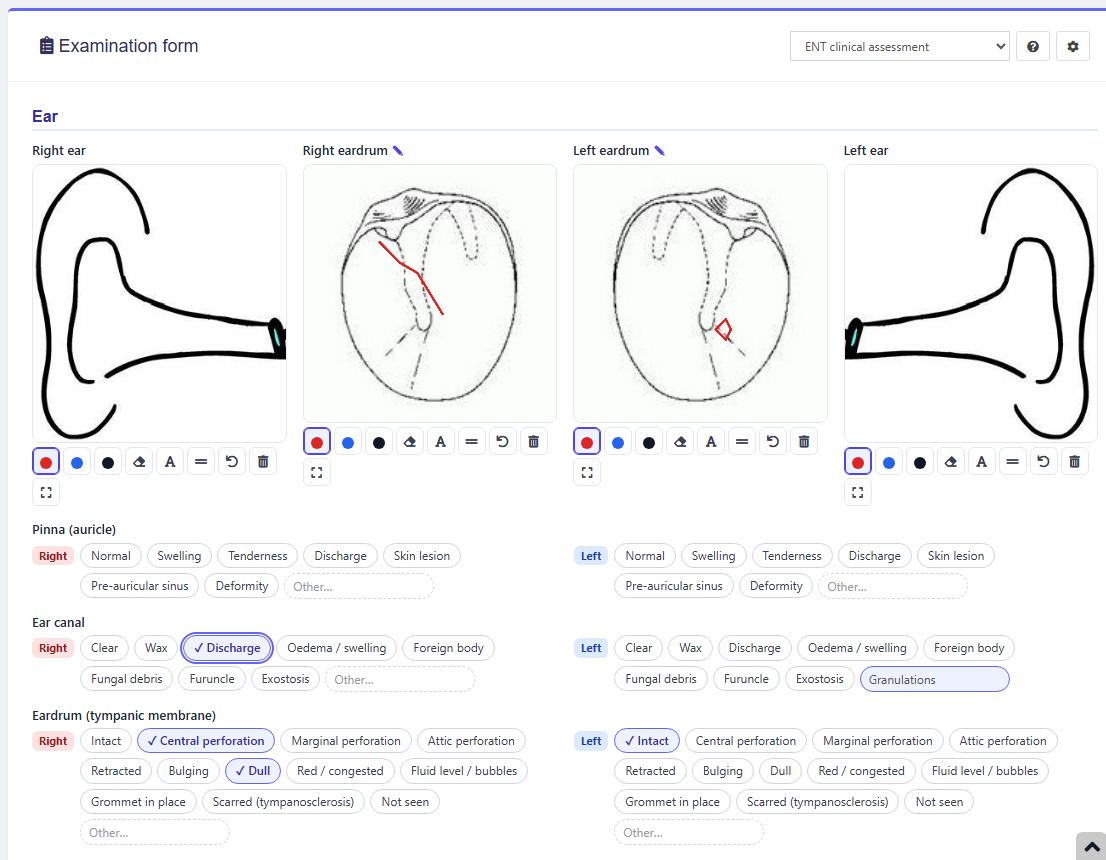 Examination form
ENT clinical assessment
Ear
Right ear
Right eardrum
Left eardrum
Left ear
A
A
A
A
Pinna (auricle)
Right Normal Swelling Tenderness Discharge Skin lesion
Pre-auricular sinus Deformity Other...
Left Normal Swelling Tenderness Discharge Skin lesion
Pre-auricular sinus Deformity Other...
Ear canal
Right Clear Wax ✓ Discharge Oedema / swelling Foreign body
Fungal debris Furuncle Exostosis Other...
Left Clear Wax Discharge Oedema / swelling Foreign body
Fungal debris Furuncle Exostosis Granulations
Eardrum (tympanic membrane)
Right Intact ✓ Central perforation Marginal perforation Attic perforation
Retracted Bulging ✓ Dull Red / congested Fluid level / bubbles
Grommet in place Scarred (tympanosclerosis) Not seen
Other...
Left ✓ Intact Central perforation Marginal perforation Attic perforation
Retracted Bulging Dull Red / congested Fluid level / bubbles
Grommet in place Scarred (tympanosclerosis) Not seen
Other...